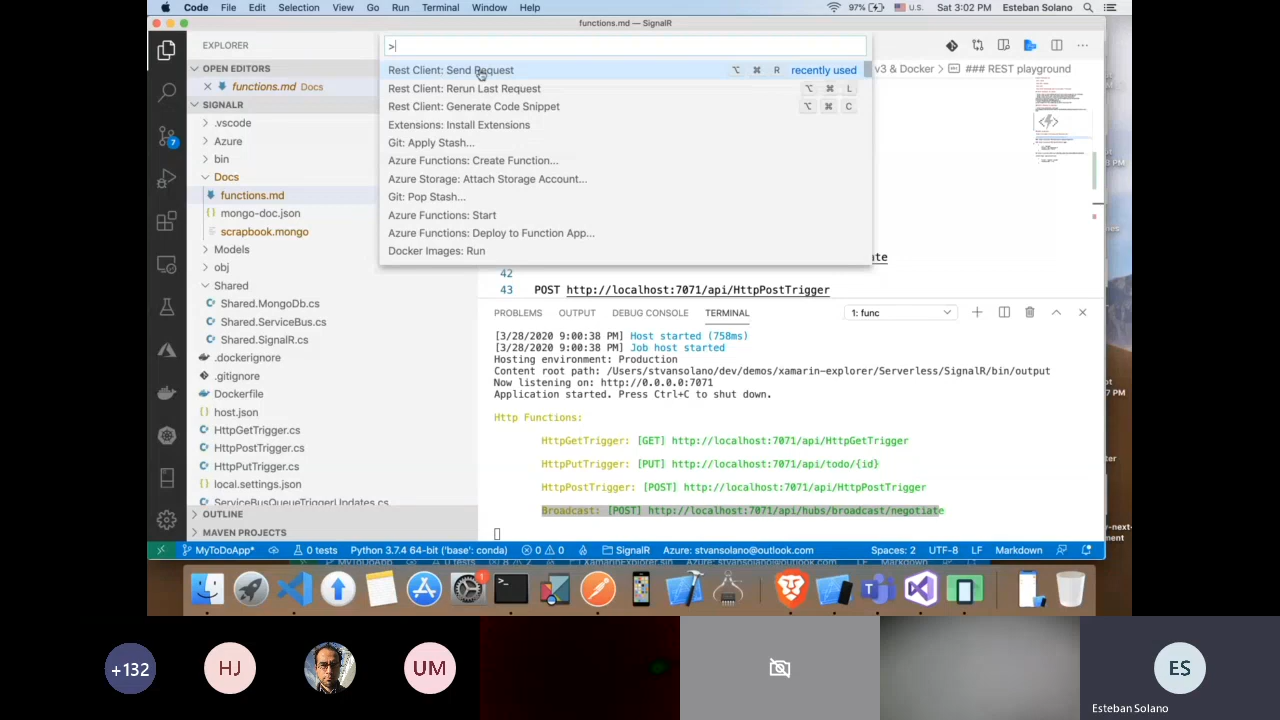 Code File Edit Selection View Go Run Terminal Window Help 97% U.S. Sat 3:02 PM Esteban Solano
functions.md — SignalR
EXPLORER
OPEN EDITORS
functions.md Docs
SIGNALR
.vscode
Azure
bin
Docs
functions.md
mongo-doc.json
scrapbook.mongo
Models
obj
Shared
Shared.MongoDb.cs
Shared.ServiceBus.cs
Shared.SignalR.cs
.dockerignore
.gitignore
Dockerfile
host.json
HttpGetTrigger.cs
HttpPostTrigger.cs
HttpPutTrigger.cs
local.settings.json
ServiceBusQueueTriggerUpdates.cs
OUTLINE
MAVEN PROJECTS
7
>
Rest Client: Send Request ⌥ ⌘ R recently used
Rest Client: Rerun Last Request ⌥ ⌘ L
Rest Client: Generate Code Snippet ⌥ ⌘ C
Extensions: Install Extensions
Git: Apply Stash...
Azure Functions: Create Function...
Azure Storage: Attach Storage Account...
Git: Pop Stash...
Azure Functions: Start
Azure Functions: Deploy to Function App...
Docker Images: Run
v3 & Docker > ### REST playground
42
43 POST http://localhost:7071/api/HttpPostTrigger
PROBLEMS OUTPUT DEBUG CONSOLE TERMINAL 1: func
[3/28/2020 9:00:38 PM] Host started (758ms)
[3/28/2020 9:00:38 PM] Job host started
Hosting environment: Production
Content root path: /Users/stvansolano/dev/demos/xamarin-explorer/Serverless/SignalR/bin/output
Now listening on: http://0.0.0.0:7071
Application started. Press Ctrl+C to shut down.
Http Functions:
HttpGetTrigger: [GET] http://localhost:7071/api/HttpGetTrigger
HttpPutTrigger: [PUT] http://localhost:7071/api/todo/{id}
HttpPostTrigger: [POST] http://localhost:7071/api/HttpPostTrigger
Broadcast: [POST] http://localhost:7071/api/hubs/broadcast/negotiate
MyToDoApp* 0 tests Python 3.7.4 64-bit ('base': conda) 0 0 SignalR Azure: stvansolano@outlook.com Spaces: 2 UTF-8 LF Markdown
1
+132
HJ
UM
ES
Esteban Solano